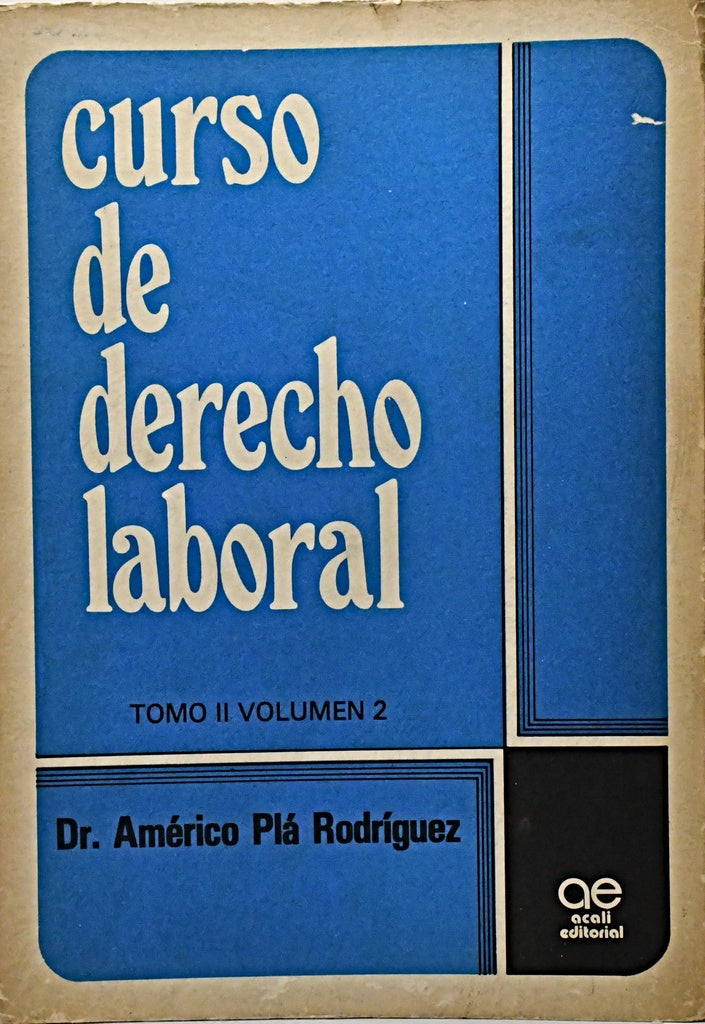 curso
de
derecho
laboral
TOMO II VOLUMEN 2
Dr. Américo Plá Rodríguez
ae
acali
editorial